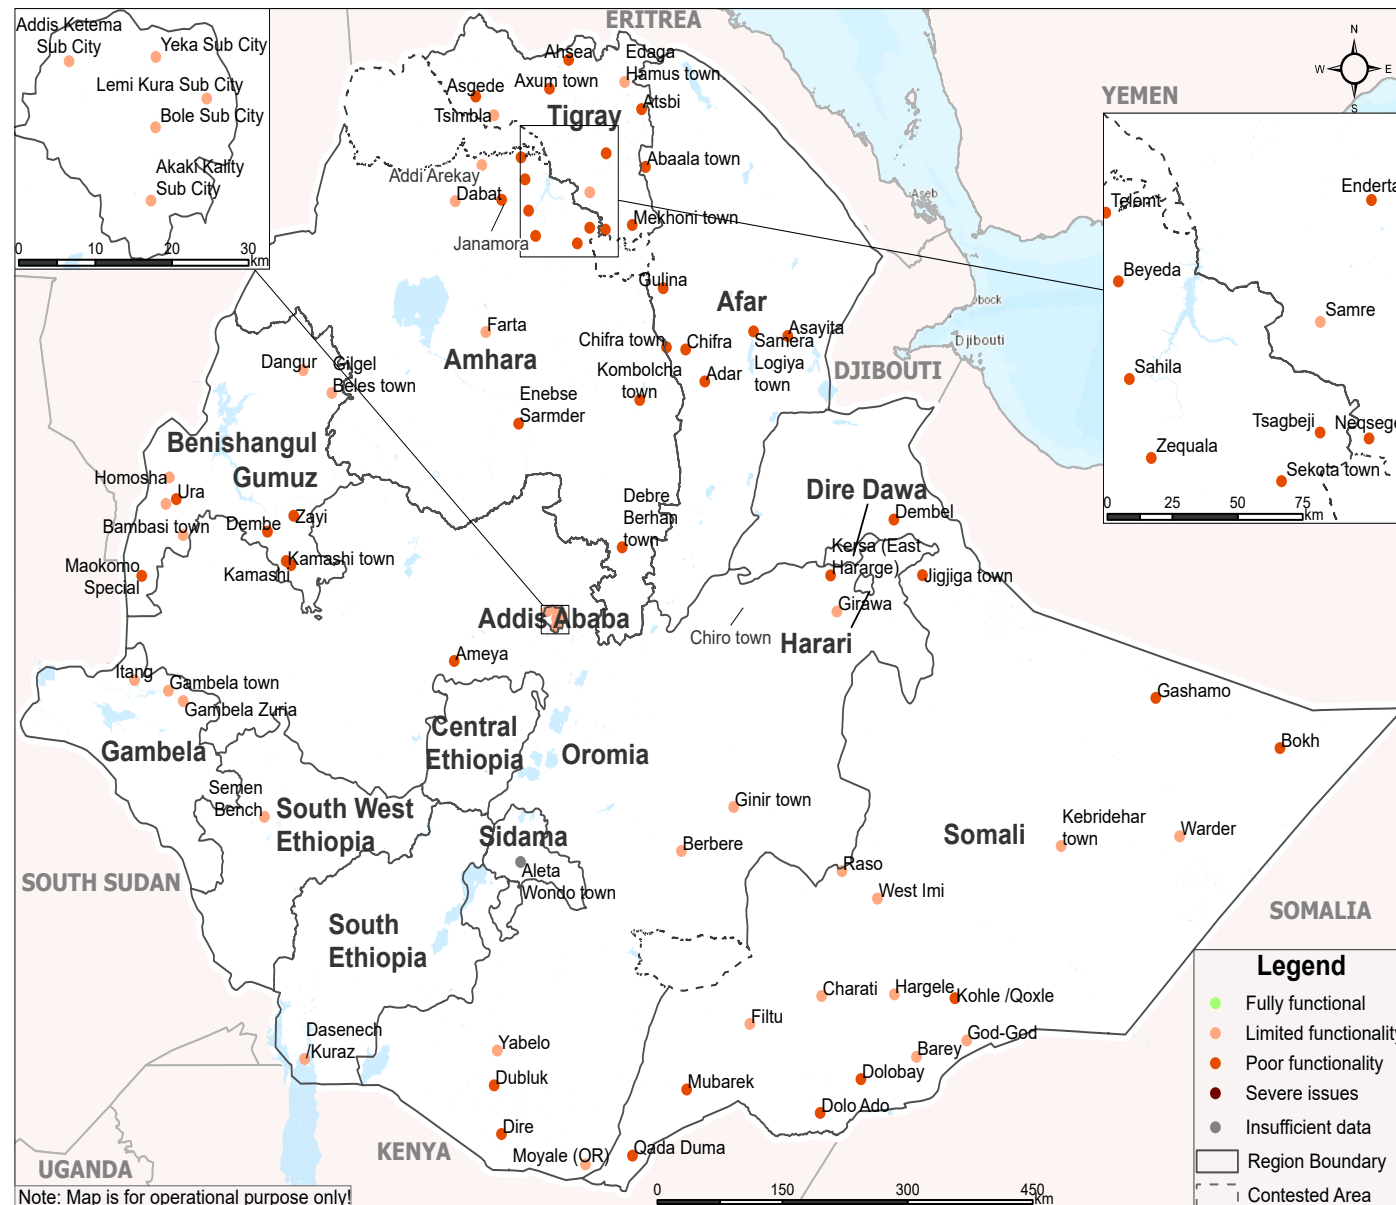 Addis Ketema
Sub City
Yeka Sub City
Lemi Kura Sub City
Bole Sub City
Akaki Kality
Sub City
0 10 20 30
km
ERITREA
Ahsea
Edaga
Hamus town
Axum town
Asgede
Atsbi
Tsimbla
Tigray
Abaala town
Addi Arekay
Dabat
Janamora
Mekhoni town
N
W E
S
YEMEN
Aseb
Enderta
Telemt
Beyeda
Samre
Sahila
Tsagbeji
Neqsege
Zequala
Sekota town
0 25 50 75
km
Gulina
Afar
Obock
Djibouti
DJIBOUTI
Farta
Amhara
Chifra town
Chifra
Samera
Logiya
town
Asayita
Adar
Kombolcha
town
Dangur
Gilgel
Beles town
Enebse
Sarmder
Benishangul
Gumuz
Homosha
Ura
Bambasi town
Dembe
Zayi
Kamashi town
Kamashi
Maokomo
Special
Debre
Berhan
town
Dire Dawa
Dembel
Kersa (East
Hararge)
Jigjiga town
Girawa
Chiro town
Harari
Addis Ababa
Ameya
Itang
Gambela town
Gambela Zuria
Gambela
Central
Ethiopia
Oromia
Gashamo
Bokh
Semen
Bench
South West
Ethiopia
Sidama
Aleta
Wondo town
Ginir town
Berbere
Somali
Kebridehar
town
Warder
Raso
West Imi
SOUTH SUDAN
South
Ethiopia
SOMALIA
Charati
Hargele
Kohle /Qoxle
Filtu
God-God
Barey
Dolobay
Dasenech
/Kuraz
Yabelo
Dubluk
Mubarek
Dolo Ado
Dire
Moyale (OR)
Qada Duma
KENYA
UGANDA
Note: Map is for operational purpose only!
0 150 300 450
km
Legend
Fully functional
Limited functionality
Poor functionality
Severe issues
Insufficient data
Region Boundary
Contested Area